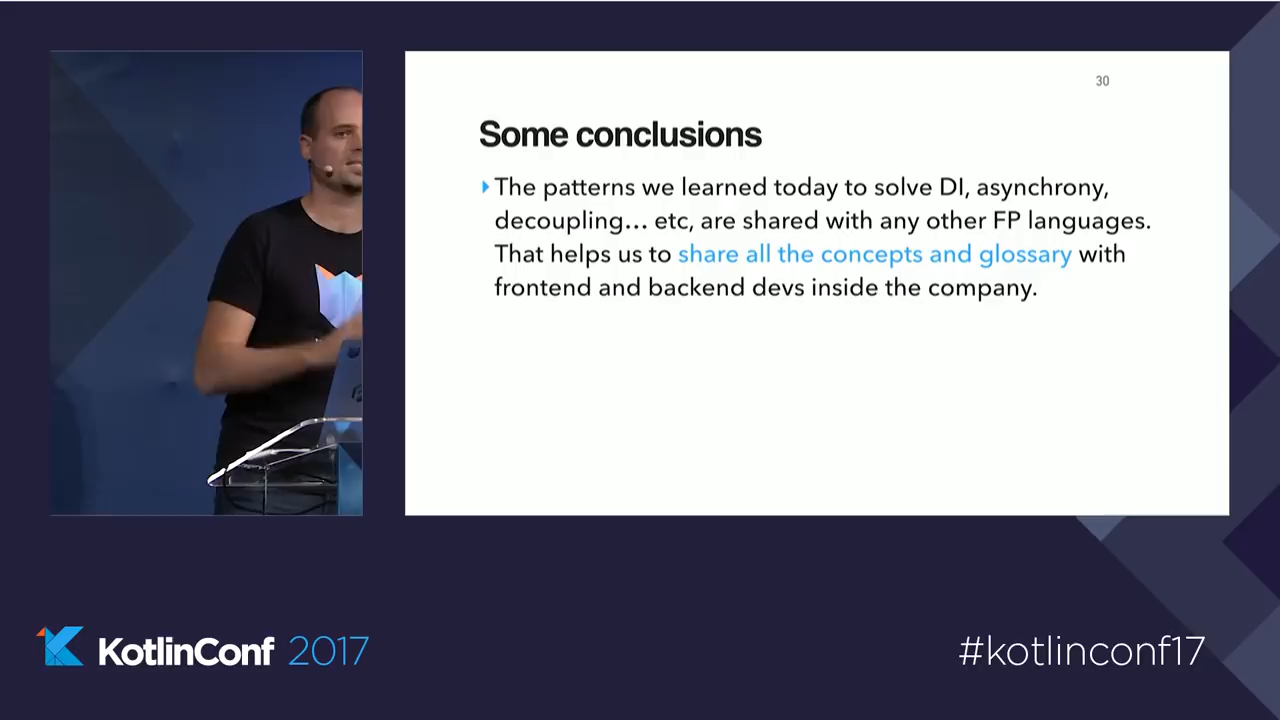 30
Some conclusions
The patterns we learned today to solve DI, asynchrony,
decoupling... etc, are shared with any other FP languages.
That helps us to share all the concepts and glossary with
frontend and backend devs inside the company.
KotlinConf 2017
#kotlinconf17